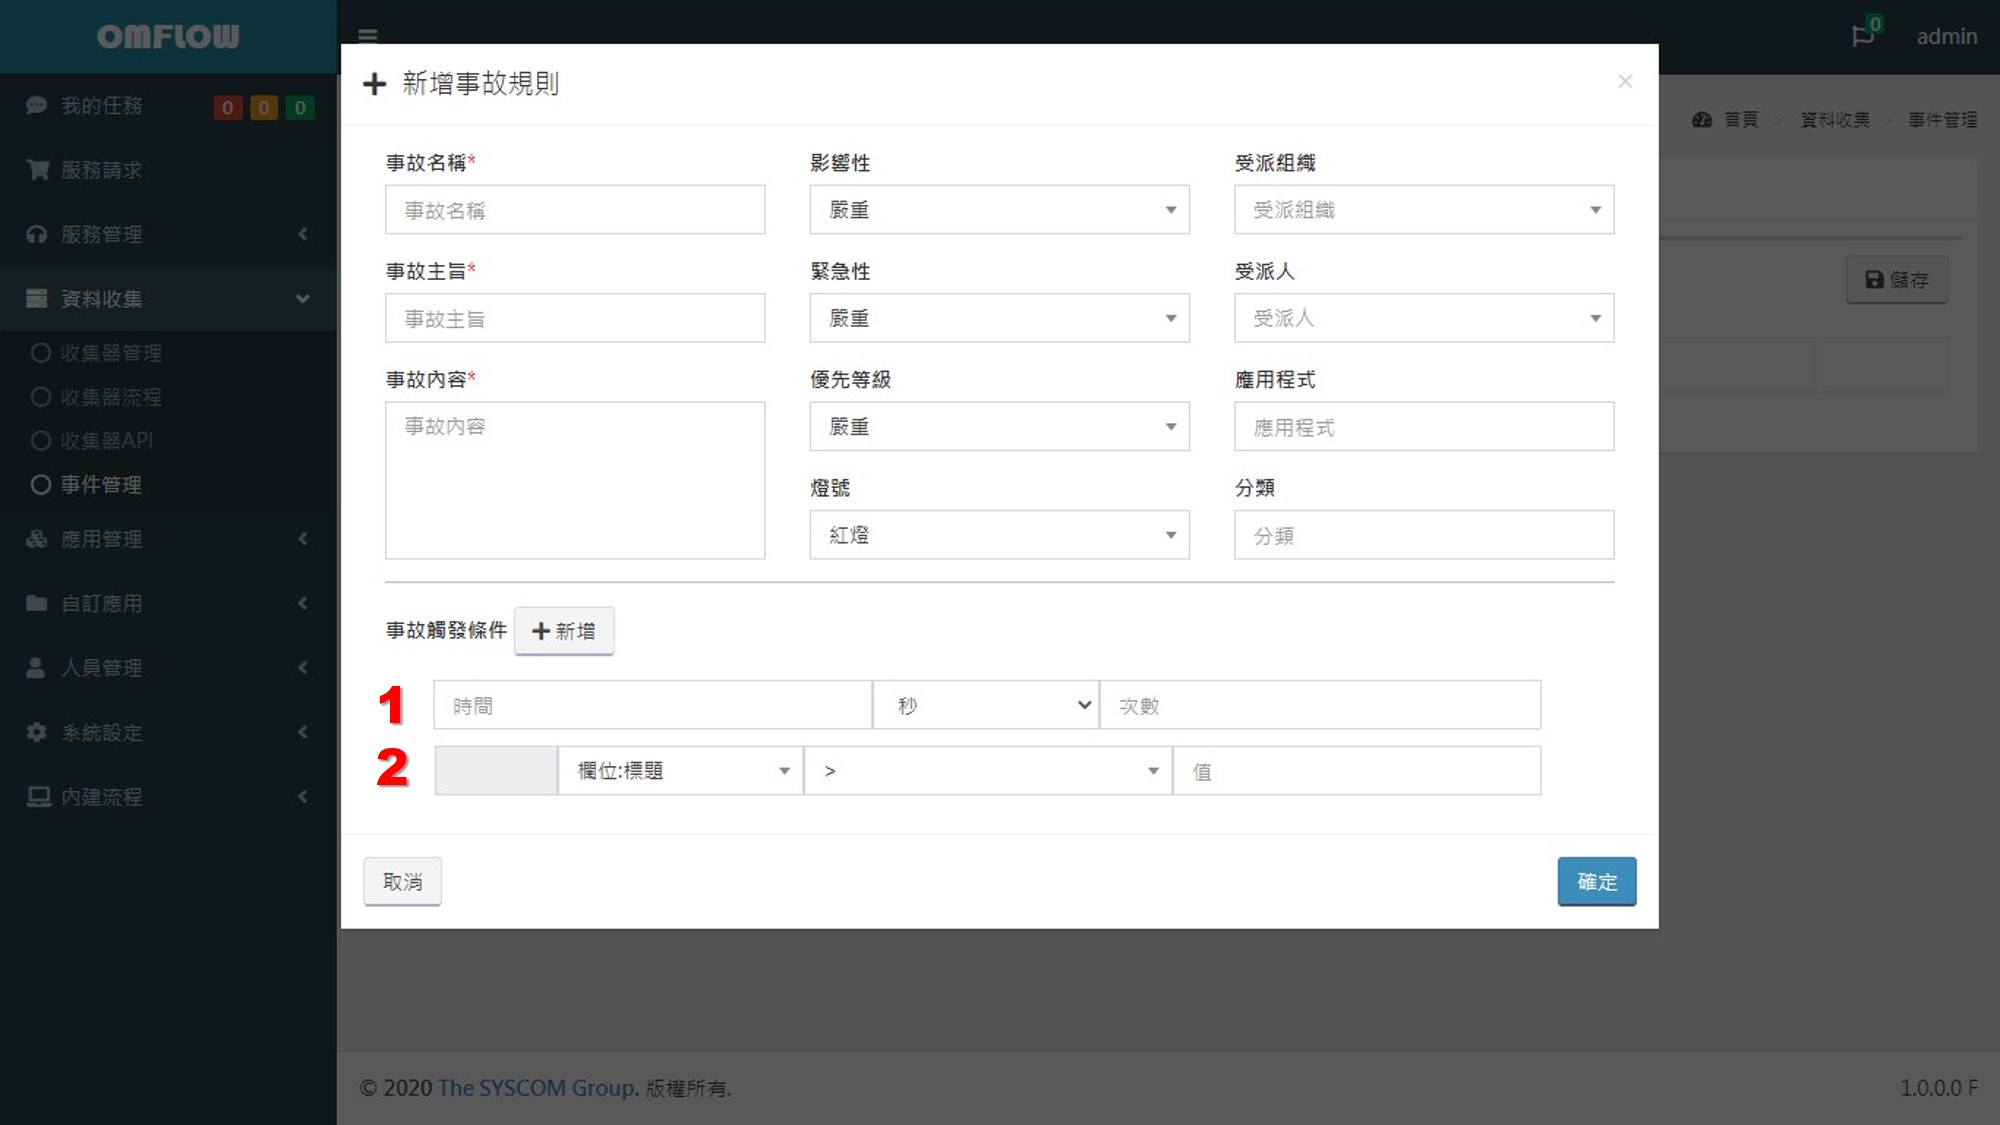 OMFLOW
0
admin
我的任務
0
0
0
服務請求
服務管理
資料收集
收集器管理
收集器流程
收集器API
事件管理
應用管理
自訂應用
人員管理
系統設定
內建流程
首頁 > 資料收集 > 事件管理
儲存
新增事故規則
×
事故名稱*
影響性
受派組織
事故名稱
嚴重
受派組織
事故主旨*
緊急性
受派人
事故主旨
嚴重
受派人
事故內容*
優先等級
應用程式
事故內容
嚴重
應用程式
燈號
分類
紅燈
分類
事故觸發條件
新增
1
時間
秒
次數
2
欄位:標題
>
值
取消
確定
© 2020 The SYSCOM Group. 版權所有.
1.0.0.0 F